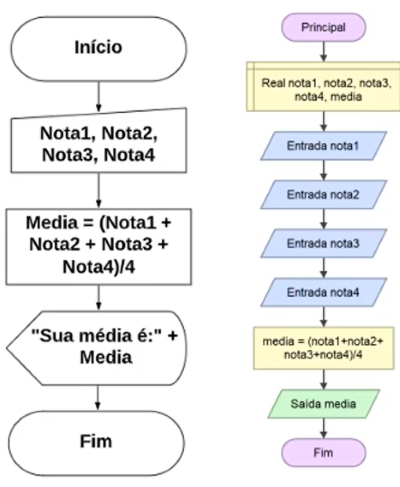 Início
Nota1, Nota2,
Nota3, Nota4
Media = (Nota1 +
Nota2 + Nota3 +
Nota4)/4
"Sua média é:" +
Media
Fim
Principal
Real nota1, nota2, nota3,
nota4, media
Entrada nota1
Entrada nota2
Entrada nota3
Entrada nota4
media = (nota1+nota2+
nota3+nota4)/4
Saída media
Fim